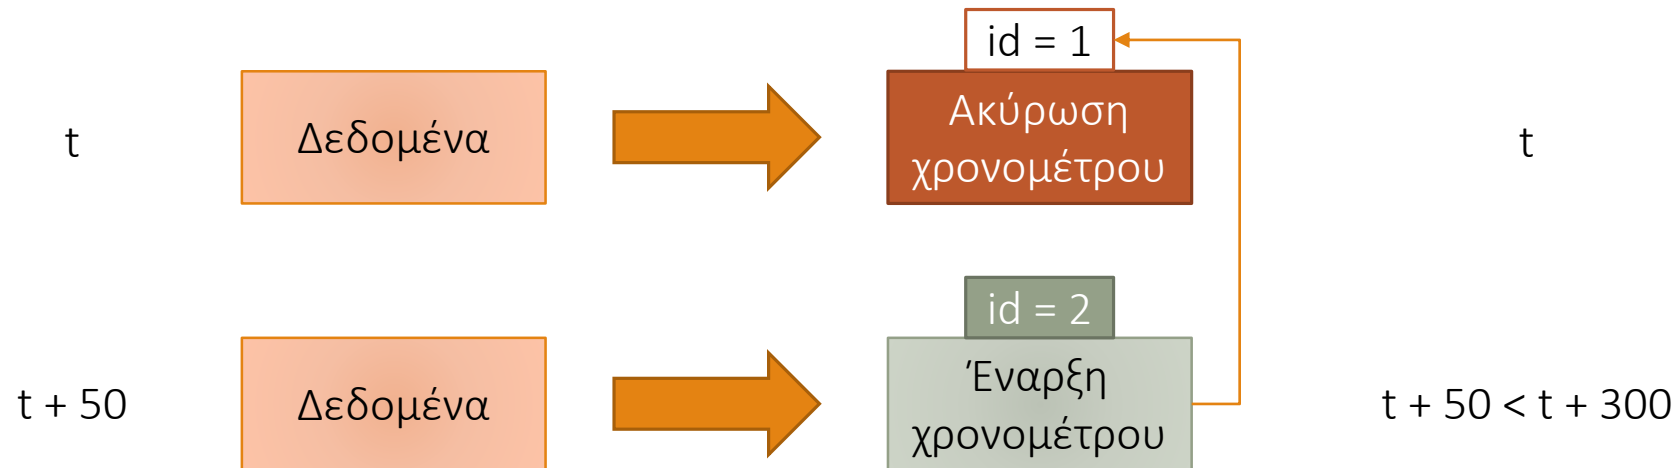 id = 1
t
Δεδομένα
Ακύρωση
χρονομέτρου
t
id = 2
t + 50
Δεδομένα
Έναρξη
χρονομέτρου
t + 50 < t + 300